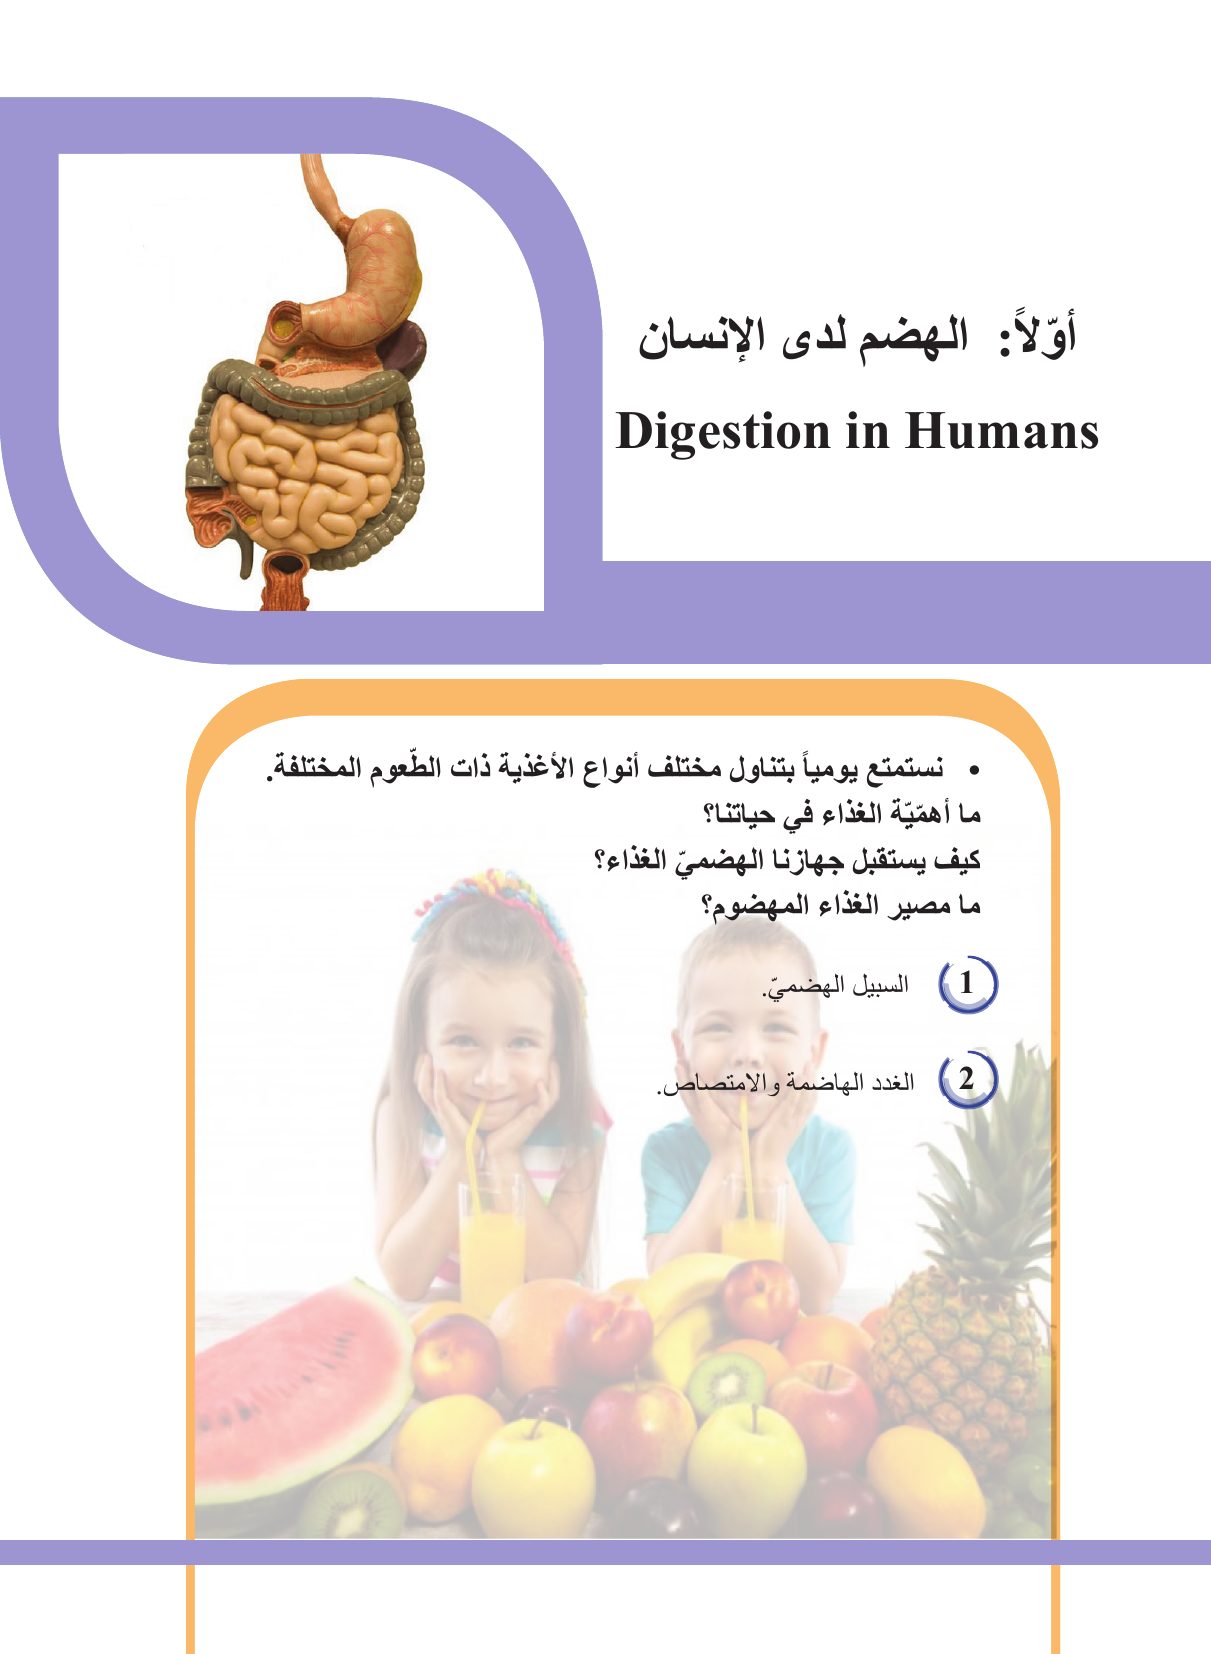 أوّلاً: الهضم لدى الإنسان
Digestion in Humans
• نستمتع يومياً بتناول مختلف أنواع الأغذية ذات الطّعوم المختلفة.
ما أهمّيّة الغذاء في حياتنا؟
كيف يستقبل جهازنا الهضميّ الغذاء؟
ما مصير الغذاء المهضوم؟
1 السبيل الهضميّ.
2 الغدد الهاضمة والامتصاص.